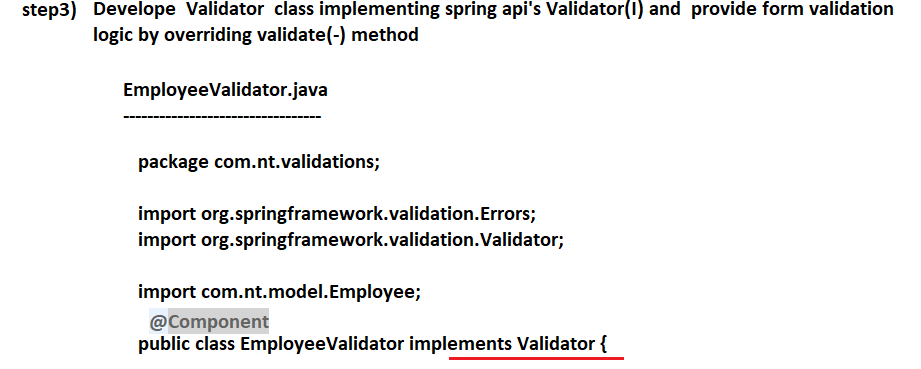 step3) Develope Validator class implementing spring api's Validator(I) and provide form validation
logic by overriding validate(-) method
EmployeeValidator.java
---------------------------------
package com.nt.validations;
import org.springframework.validation.Errors;
import org.springframework.validation.Validator;
import com.nt.model.Employee;
@Component
public class EmployeeValidator implements Validator {